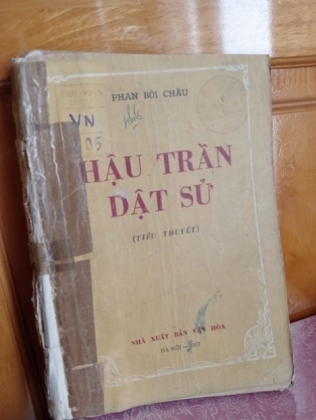 PHAN BỘI CHÂU
VN
HẬU TRẦN
DẬT SỬ
(TIỂU THUYẾT)
NHÀ XUẤT BẢN VĂN HÓA
HÀ-NỘI